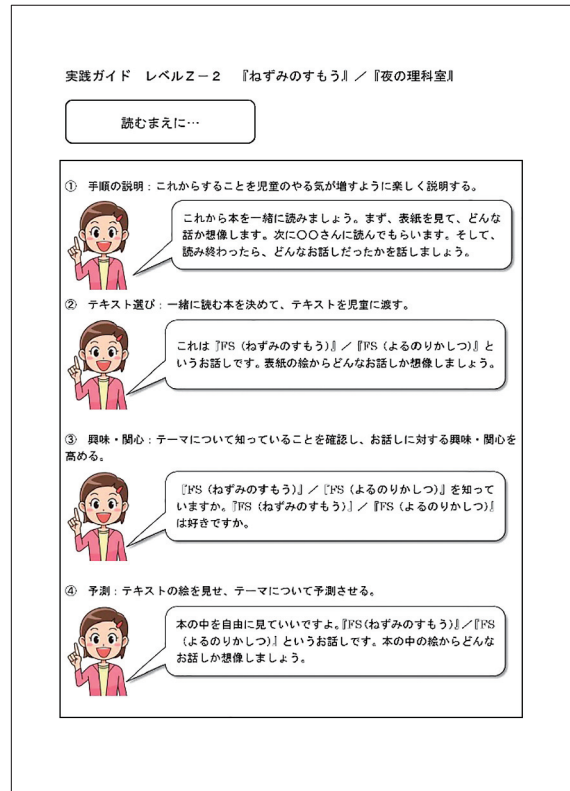 実践ガイド　レベルZ－2　『ねずみのすもう』／『夜の理科室』
読むまえに…
①　手順の説明：これからすることを児童のやる気が増すように楽しく説明する。
これから本を一緒に読みましょう。まず、表紙を見て、どんな
話か想像します。次に〇〇さんに読んでもらいます。そして、
読み終わったら、どんなお話しだったかを話しましょう。
②　テキスト選び：一緒に読む本を決めて、テキストを児童に渡す。
これは『FS（ねずみのすもう）』／『FS（よるのりかしつ）』と
いうお話しです。表紙の絵からどんなお話しか想像しましょう。
③　興味・関心：テーマについて知っていることを確認し、お話しに対する興味・関心を
高める。
『FS（ねずみのすもう）』／『FS（よるのりかしつ）』を知って
いますか。『FS（ねずみのすもう）』／『FS（よるのりかしつ）』
は好きですか。
④　予測：テキストの絵を見せ、テーマについて予測させる。
本の中を自由に見ていいですよ。『FS（ねずみのすもう）』／『FS
（よるのりかしつ）』というお話しです。本の中の絵からどんな
お話しか想像しましょう。